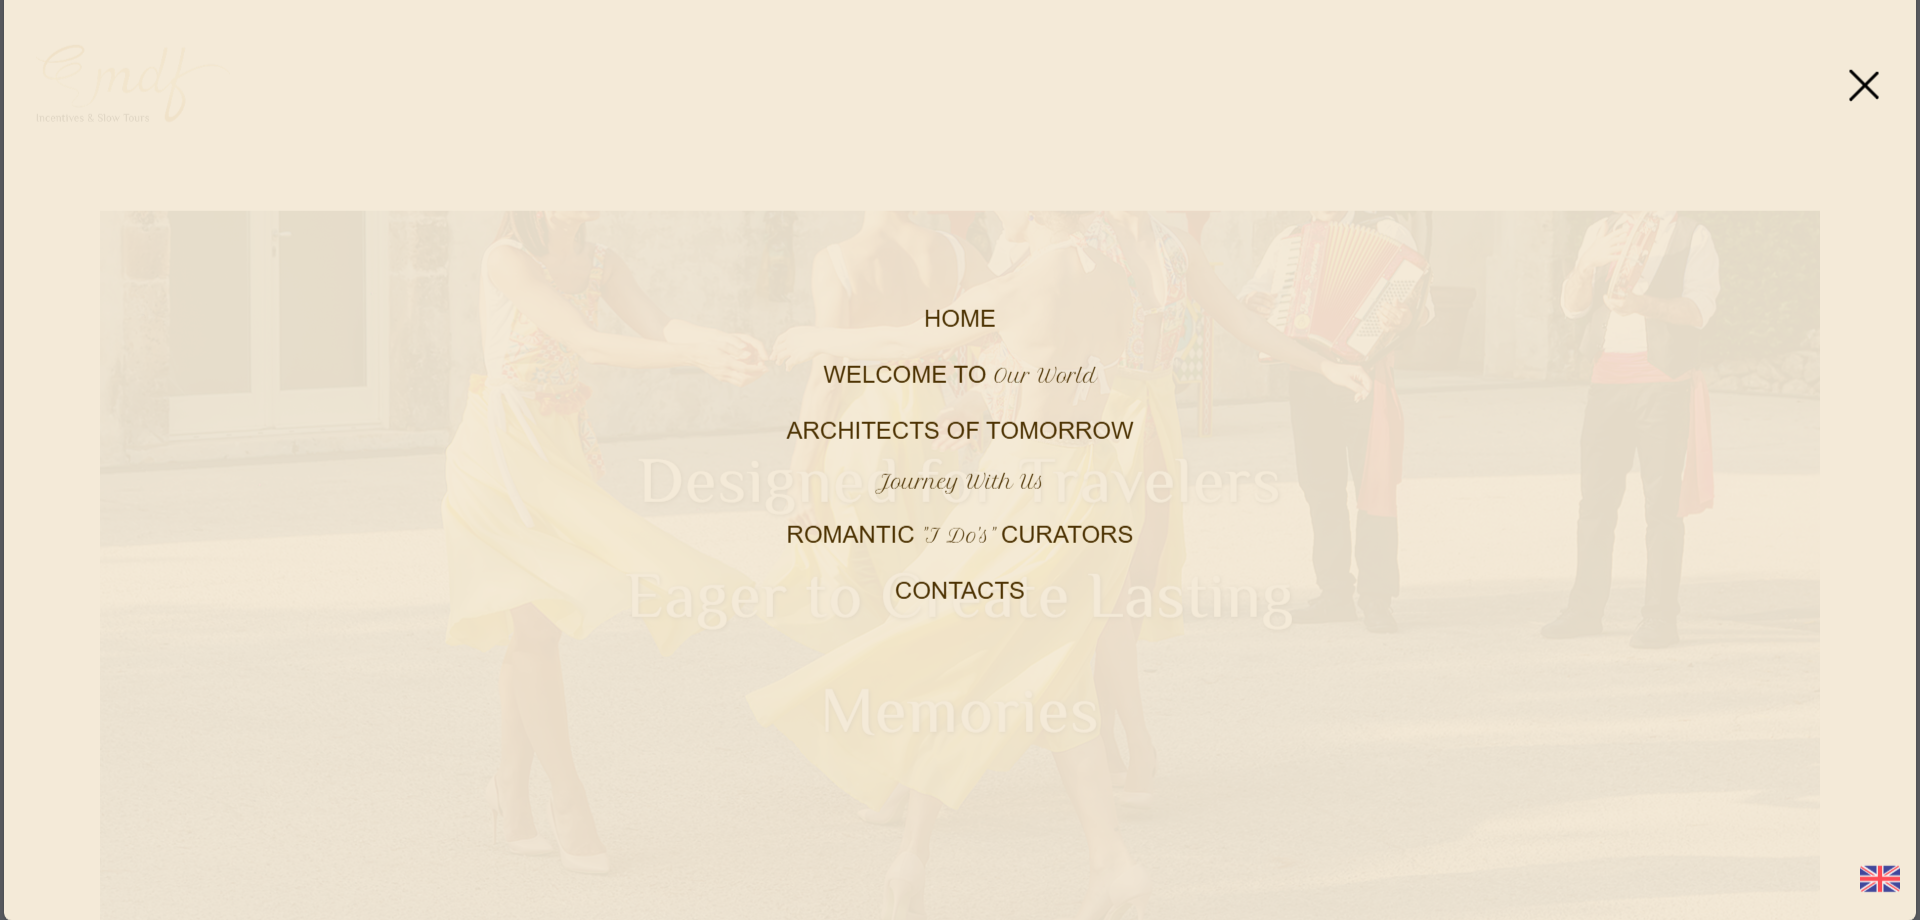 Incentives & Slow Tours
HOME
WELCOME TO Our World
ARCHITECTS OF TOMORROW
Journey With Us
ROMANTIC "I Do's" CURATORS
CONTACTS
Designed for Travelers
Eager to Create Lasting
Memories